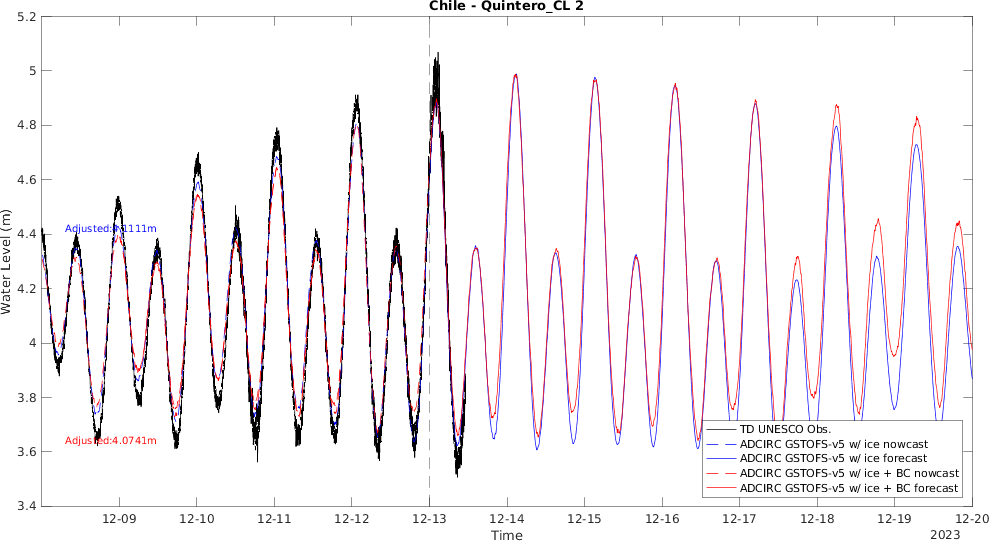 Chile - Quintero_CL 2
5.2
5
4.8
4.6
4.4
4.2
4
3.8
3.6
3.4
Water Level (m)
Adjusted:4.1111m
Adjusted:4.0741m
TD UNESCO Obs.
ADCIRC GSTOFS-v5 w/ ice nowcast
ADCIRC GSTOFS-v5 w/ ice forecast
ADCIRC GSTOFS-v5 w/ ice + BC nowcast
ADCIRC GSTOFS-v5 w/ ice + BC forecast
12-09 12-10 12-11 12-12 12-13 12-14 12-15 12-16 12-17 12-18 12-19 12-20
Time
2023